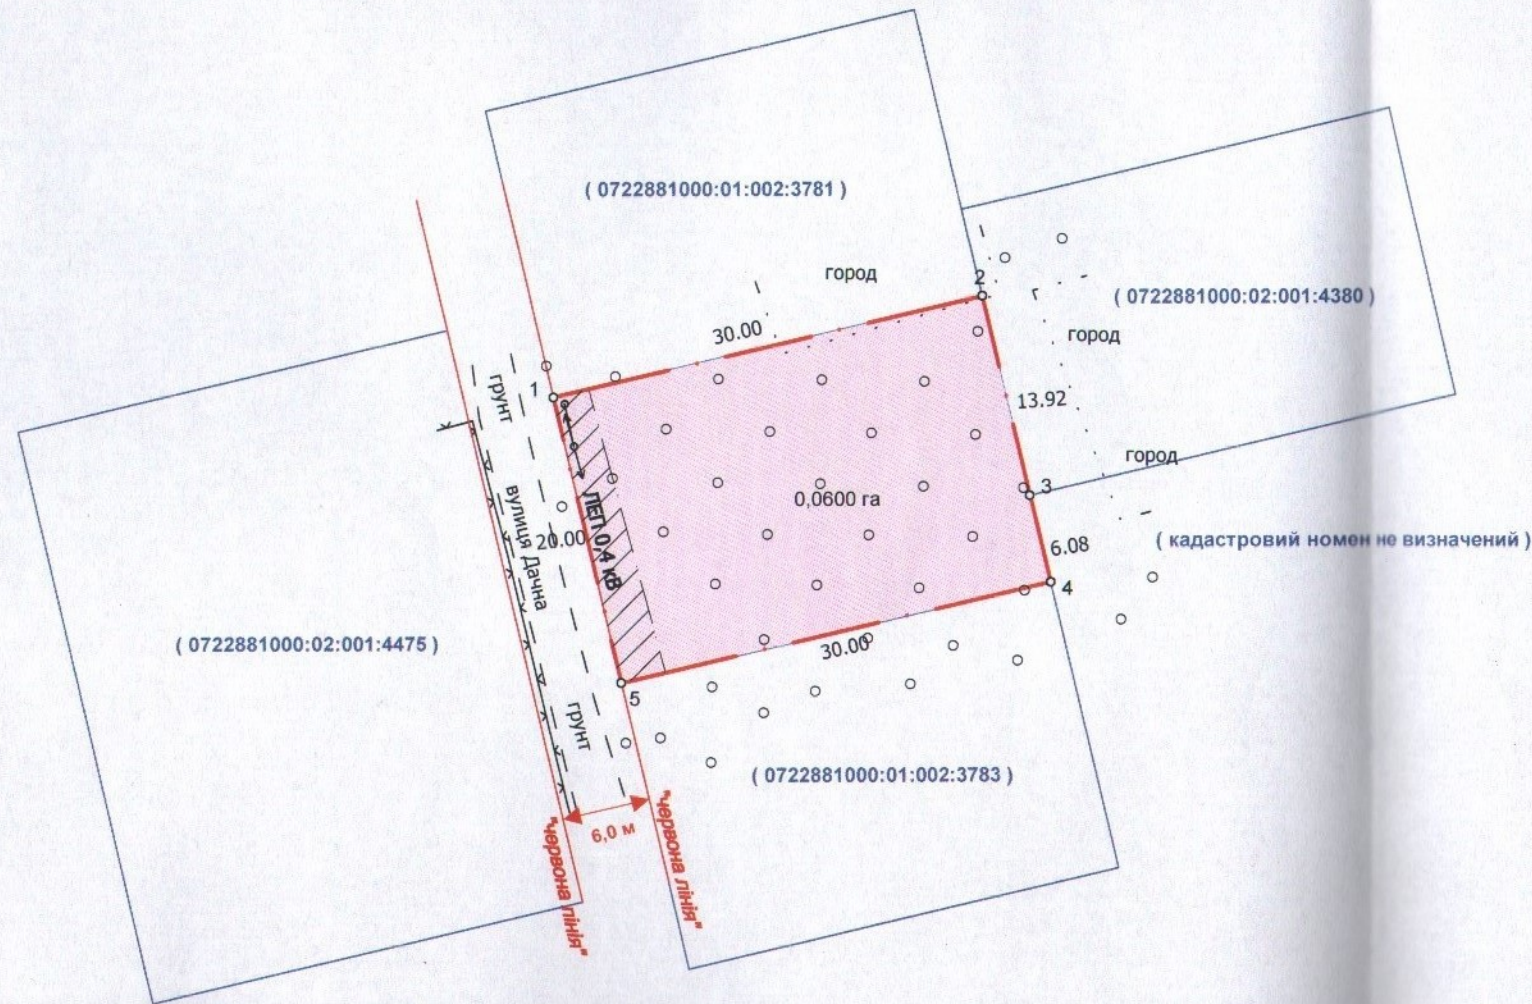 ( 0722881000:01:002:3781 )
город
2
( 0722881000:02:001:4380 )
30.00
город
1
грунт
13.92
город
3
0,0600 га
ЛЕП 0,4 кВ
вулиця Дачна
20.00
6.08
( кадастровий номен не визначений )
4
( 0722881000:02:001:4475 )
30.00
5
грунт
( 0722881000:01:002:3783 )
6,0 м
"червона лінія"
"червона лінія"